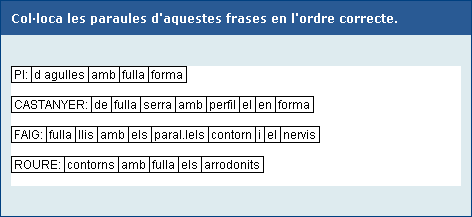 Col·loca les paraules d'aquestes frases en l'ordre correcte.
PI: d agulles amb fulla forma
CASTANYER: de fulla serra amb perfil el en forma
FAIG: fulla llis amb els paral.lels contorn i el nervis
ROURE: contorns amb fulla els arrodonits